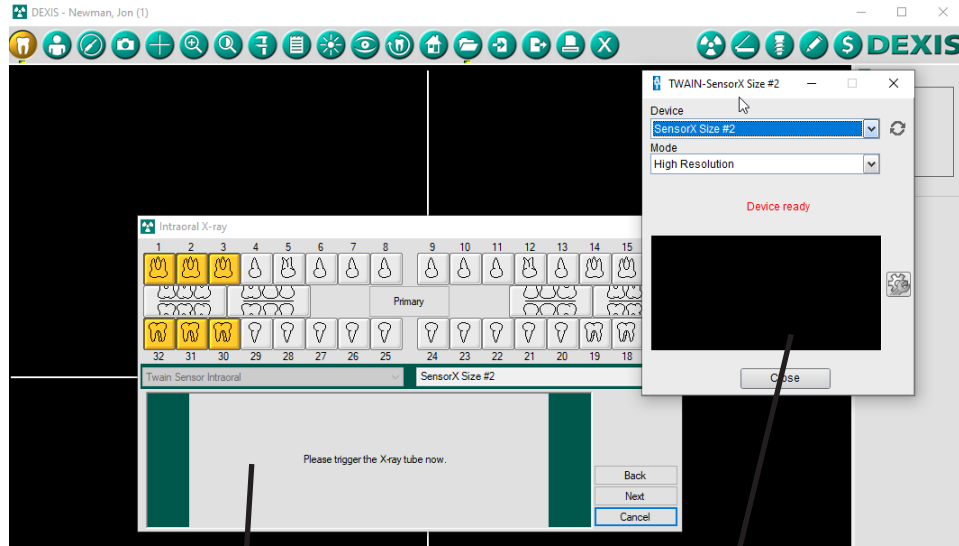 DEXIS - Newman, Jon (1)
DEXIS
TWAIN-SensorX Size #2
Device
SensorX Size #2
Mode
High Resolution
Device ready
Close
Intraoral X-ray
1 2 3 4 5 6 7 8 9 10 11 12 13 14 15
Primary
32 31 30 29 28 27 26 25 24 23 22 21 20 19 18
Twain Sensor Intraoral
SensorX Size #2
Please trigger the X-ray tube now.
Back
Next
Cancel